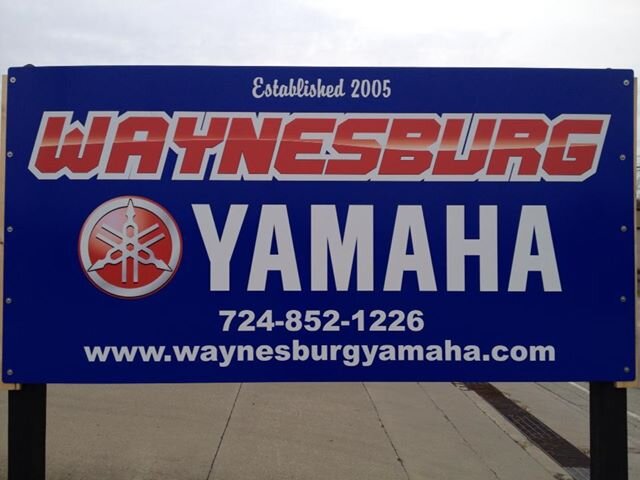 Established 2005
WAYNESBURG
YAMAHA
724-852-1226
www.waynesburgyamaha.com